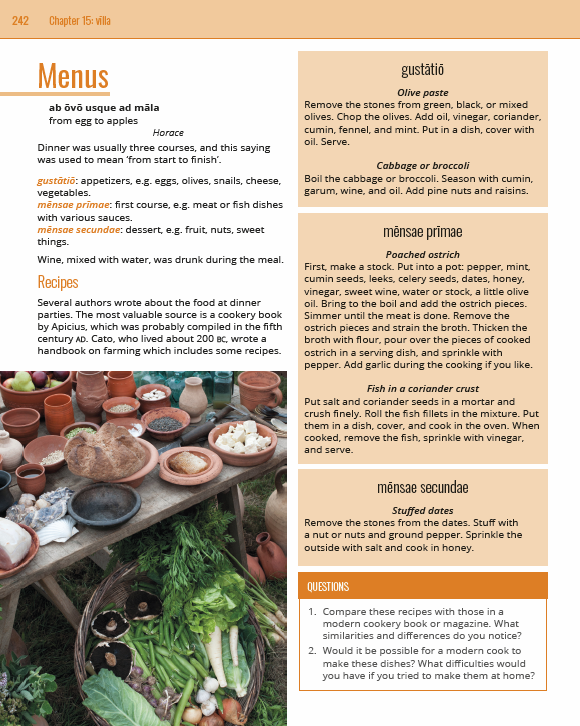 242 Chapter 15: vīlla
Menus
ab ōvō usque ad māla
from egg to apples
Horace
Dinner was usually three courses, and this saying
was used to mean ‘from start to finish’.
gustātiō: appetizers, e.g. eggs, olives, snails, cheese,
vegetables.
mēnsae prīmae: first course, e.g. meat or fish dishes
with various sauces.
mēnsae secundae: dessert, e.g. fruit, nuts, sweet
things.
Wine, mixed with water, was drunk during the meal.
Recipes
Several authors wrote about the food at dinner
parties. The most valuable source is a cookery book
by Apicius, which was probably compiled in the fifth
century AD. Cato, who lived about 200 BC, wrote a
handbook on farming which includes some recipes.
gustātiō
Olive paste
Remove the stones from green, black, or mixed
olives. Chop the olives. Add oil, vinegar, coriander,
cumin, fennel, and mint. Put in a dish, cover with
oil. Serve.
Cabbage or broccoli
Boil the cabbage or broccoli. Season with cumin,
garum, wine, and oil. Add pine nuts and raisins.
mēnsae prīmae
Poached ostrich
First, make a stock. Put into a pot: pepper, mint,
cumin seeds, leeks, celery seeds, dates, honey,
vinegar, sweet wine, water or stock, a little olive
oil. Bring to the boil and add the ostrich pieces.
Simmer until the meat is done. Remove the
ostrich pieces and strain the broth. Thicken the
broth with flour, pour over the pieces of cooked
ostrich in a serving dish, and sprinkle with
pepper. Add garlic during the cooking if you like.
Fish in a coriander crust
Put salt and coriander seeds in a mortar and
crush finely. Roll the fish fillets in the mixture. Put
them in a dish, cover, and cook in the oven. When
cooked, remove the fish, sprinkle with vinegar,
and serve.
mēnsae secundae
Stuffed dates
Remove the stones from the dates. Stuff with
a nut or nuts and ground pepper. Sprinkle the
outside with salt and cook in honey.
QUESTIONS
1. Compare these recipes with those in a
modern cookery book or magazine. What
similarities and differences do you notice?
2. Would it be possible for a modern cook to
make these dishes? What difficulties would
you have if you tried to make them at home?